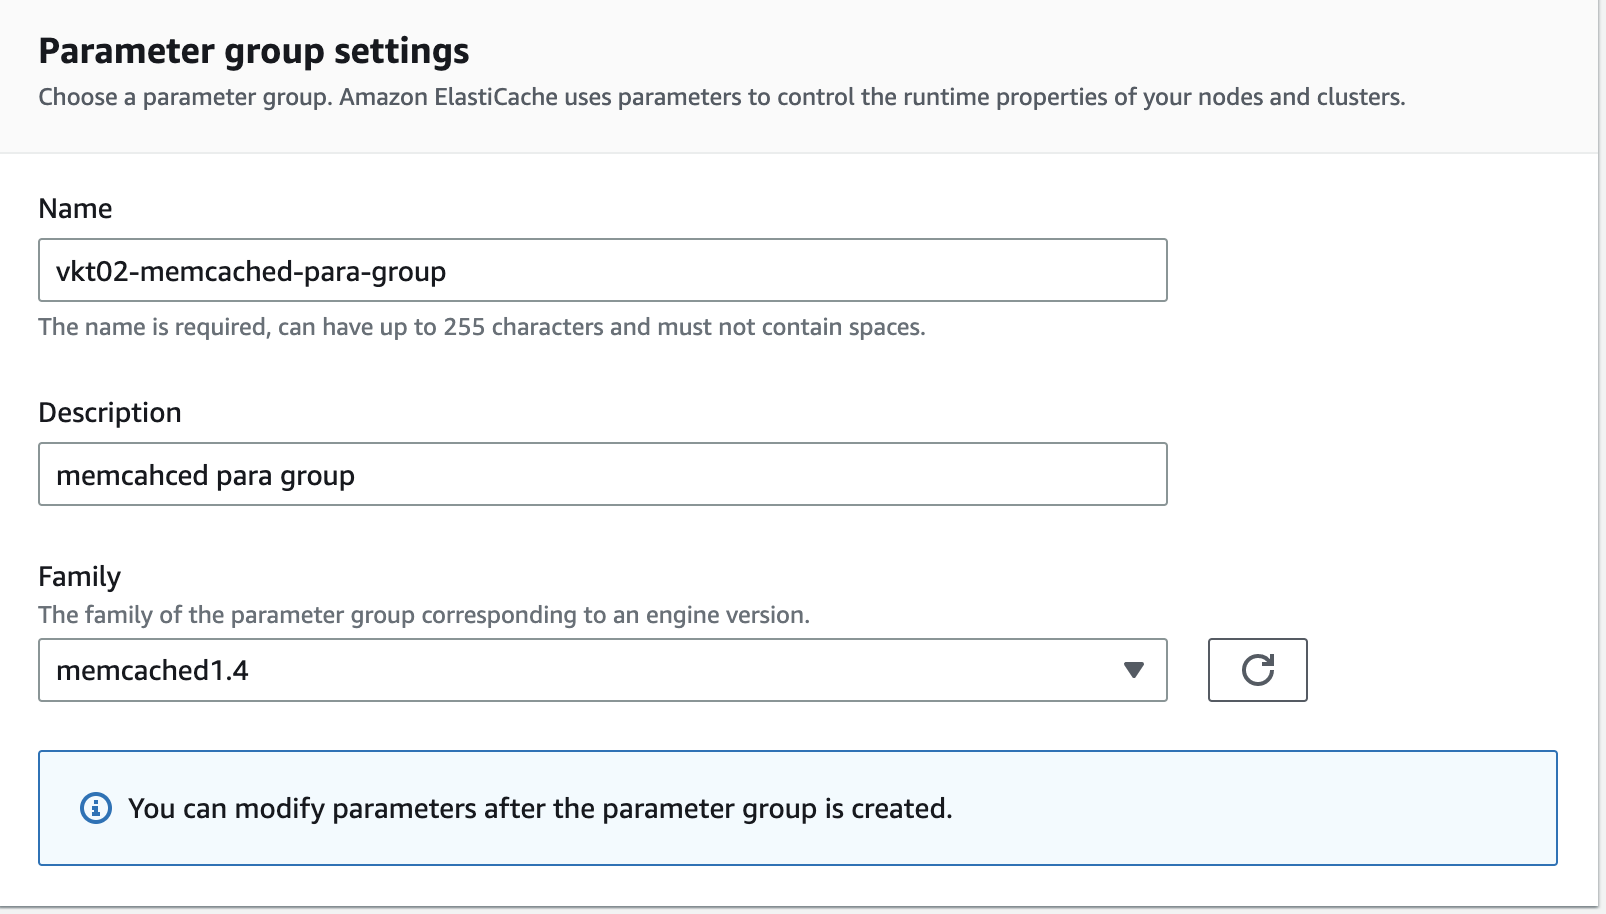 Parameter group settings
Choose a parameter group. Amazon ElastiCache uses parameters to control the runtime properties of your nodes and clusters.
Name
vkt02-memcached-para-group
The name is required, can have up to 255 characters and must not contain spaces.
Description
memcahced para group
Family
The family of the parameter group corresponding to an engine version.
memcached1.4
You can modify parameters after the parameter group is created.